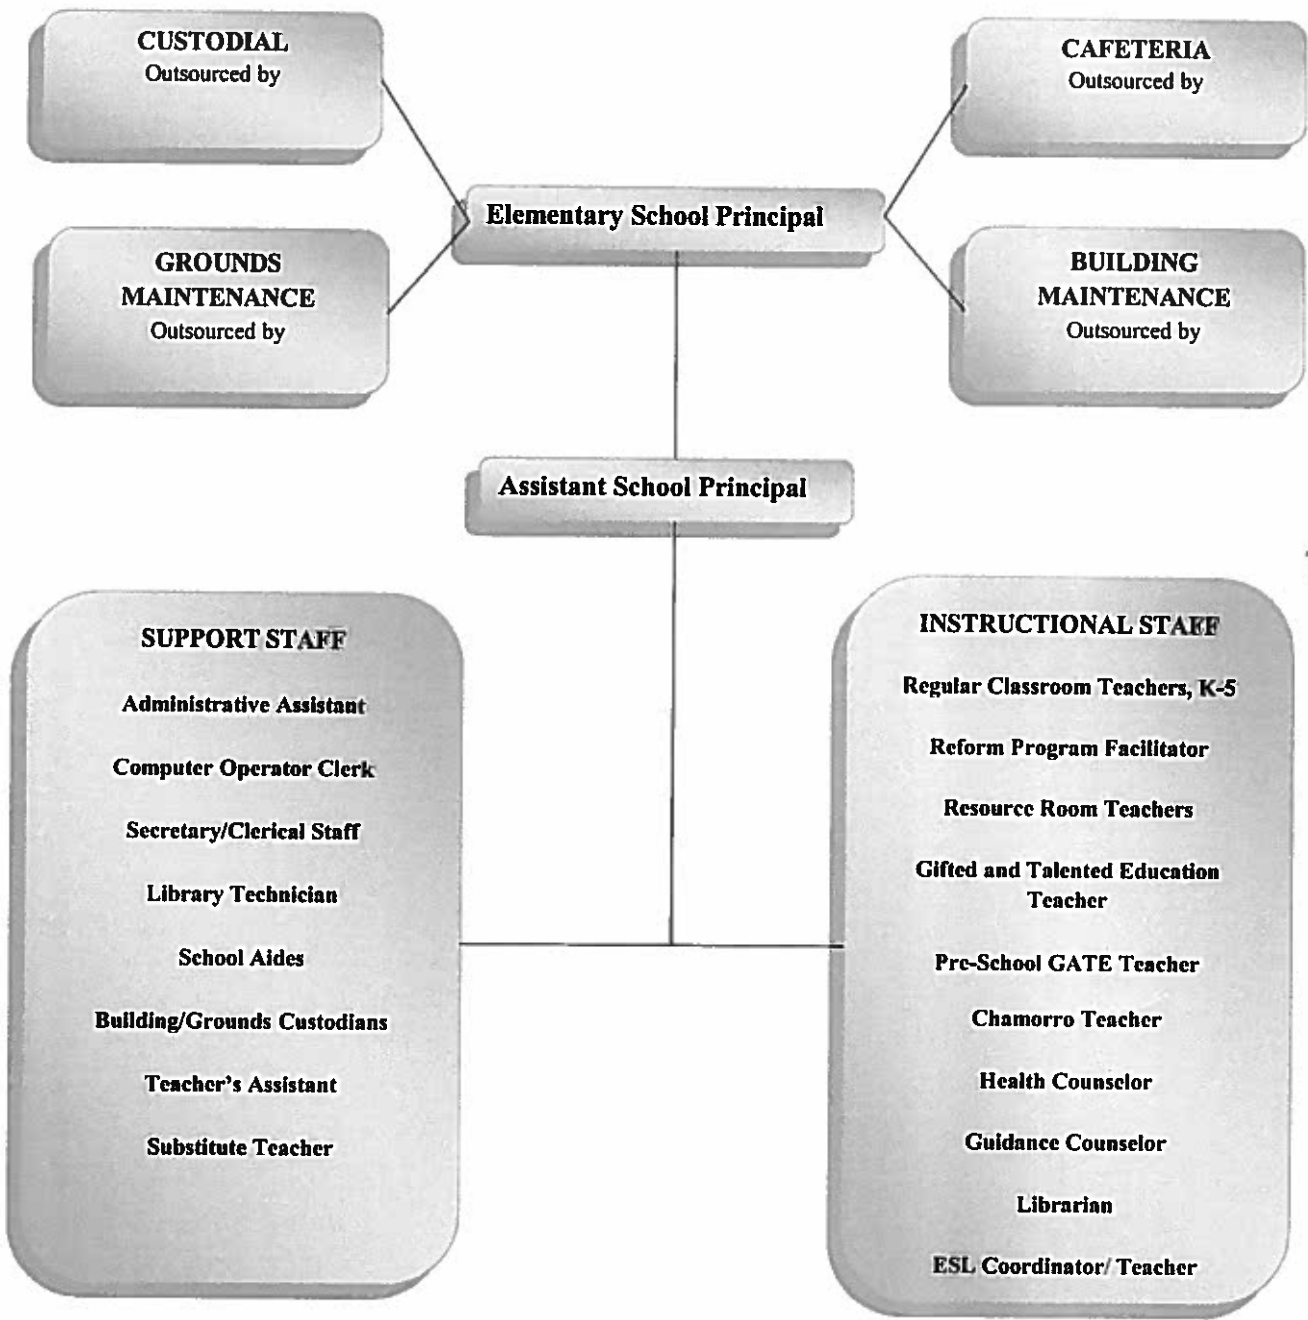 CUSTODIAL
Outsourced by
CAFETERIA
Outsourced by
Elementary School Principal
GROUNDS
MAINTENANCE
Outsourced by
BUILDING
MAINTENANCE
Outsourced by
Assistant School Principal
SUPPORT STAFF
Administrative Assistant
Computer Operator Clerk
Secretary/Clerical Staff
Library Technician
School Aides
Building/Grounds Custodians
Teacher's Assistant
Substitute Teacher
INSTRUCTIONAL STAFF
Regular Classroom Teachers, K-5
Reform Program Facilitator
Resource Room Teachers
Gifted and Talented Education
Teacher
Pre-School GATE Teacher
Chamorro Teacher
Health Counselor
Guidance Counselor
Librarian
ESL Coordinator/ Teacher